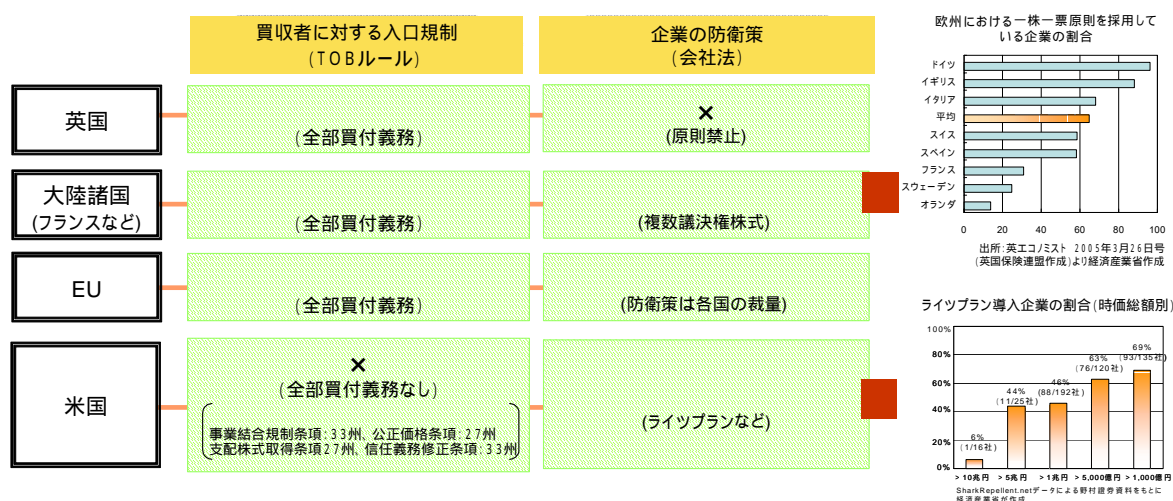 買収者に対する入口規制
(TOBルール)
企業の防衛策
(会社法)
英国
(全部買付義務)
×
(原則禁止)
大陸諸国
(フランスなど)
(全部買付義務)
(複数議決権株式)
EU
(全部買付義務)
(防衛策は各国の裁量)
米国
×
(全部買付義務なし)
事業結合規制条項:33州、公正価格条項:27州
支配株式取得条項27州、信任義務修正条項:33州
(ライツプランなど)
欧州における一株一票原則を採用して
いる企業の割合
ドイツ
イギリス
イタリア
平均
スイス
スペイン
フランス
スウェーデン
オランダ
0 20 40 60 80 100
出所:英エコノミスト 2005年3月26日号
(英国保険連盟作成)より経済産業省作成
ライツプラン導入企業の割合(時価総額別)
100%
80%
60%
40%
20%
0%
6%
(1/16社)
44%
(11/25社)
46%
(88/192社)
63%
(76/120社)
69%
(93/135社)
>10兆円 >5兆円 >1兆円 >5,000億円 >1,000億円
SharkRepellent.netデータによる野村證券資料をもとに
経済産業省が作成